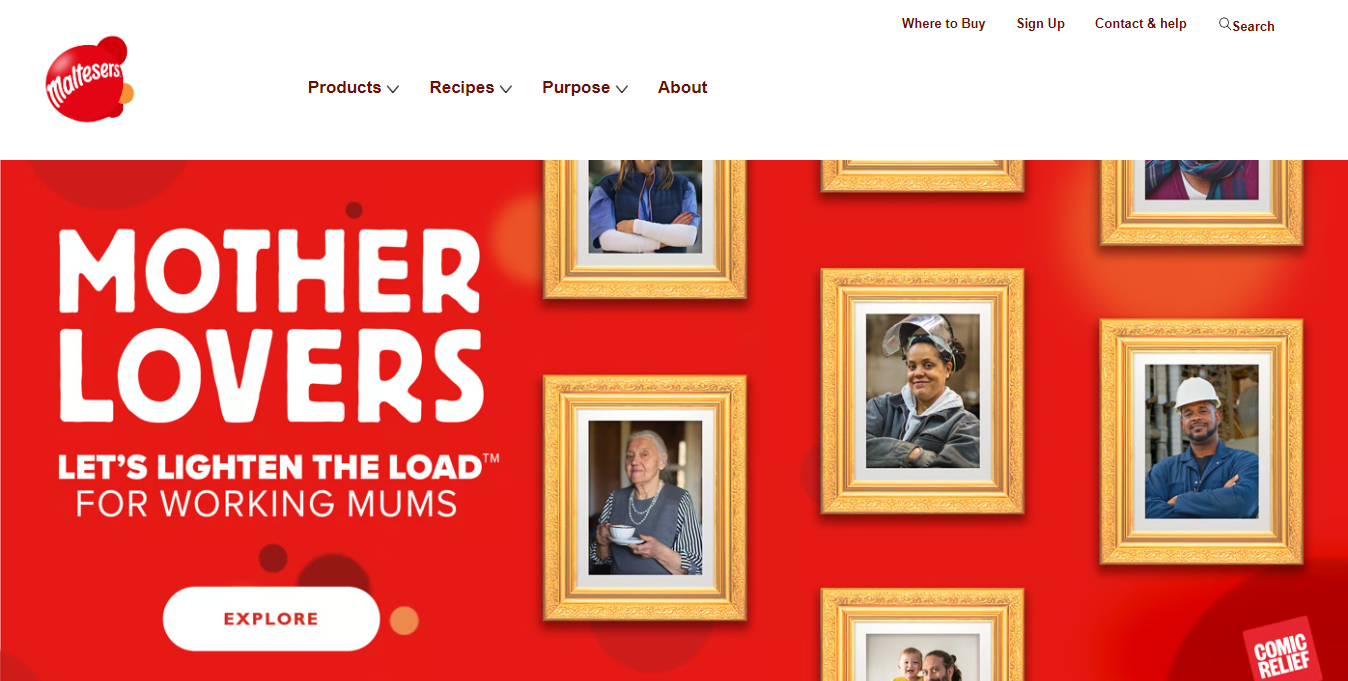 Where to Buy
Sign Up
Contact & help
Search
Maltesers
Products
Recipes
Purpose
About
MOTHER
LOVERS
LET'S LIGHTEN THE LOAD™
FOR WORKING MUMS
EXPLORE
COMIC
RELIEF